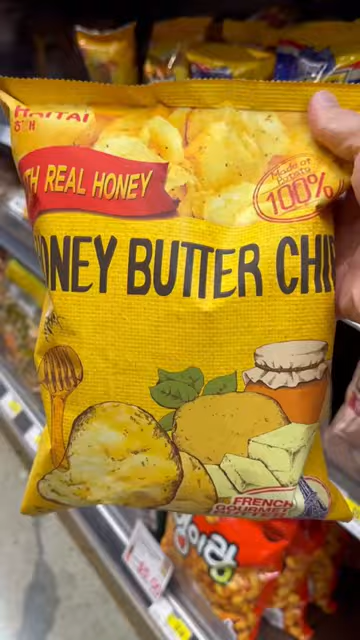 HAITAI
TH REAL HONEY
Made of
Potato
100%
ONEY BUTTER CHI
FRENCH
GOURMET